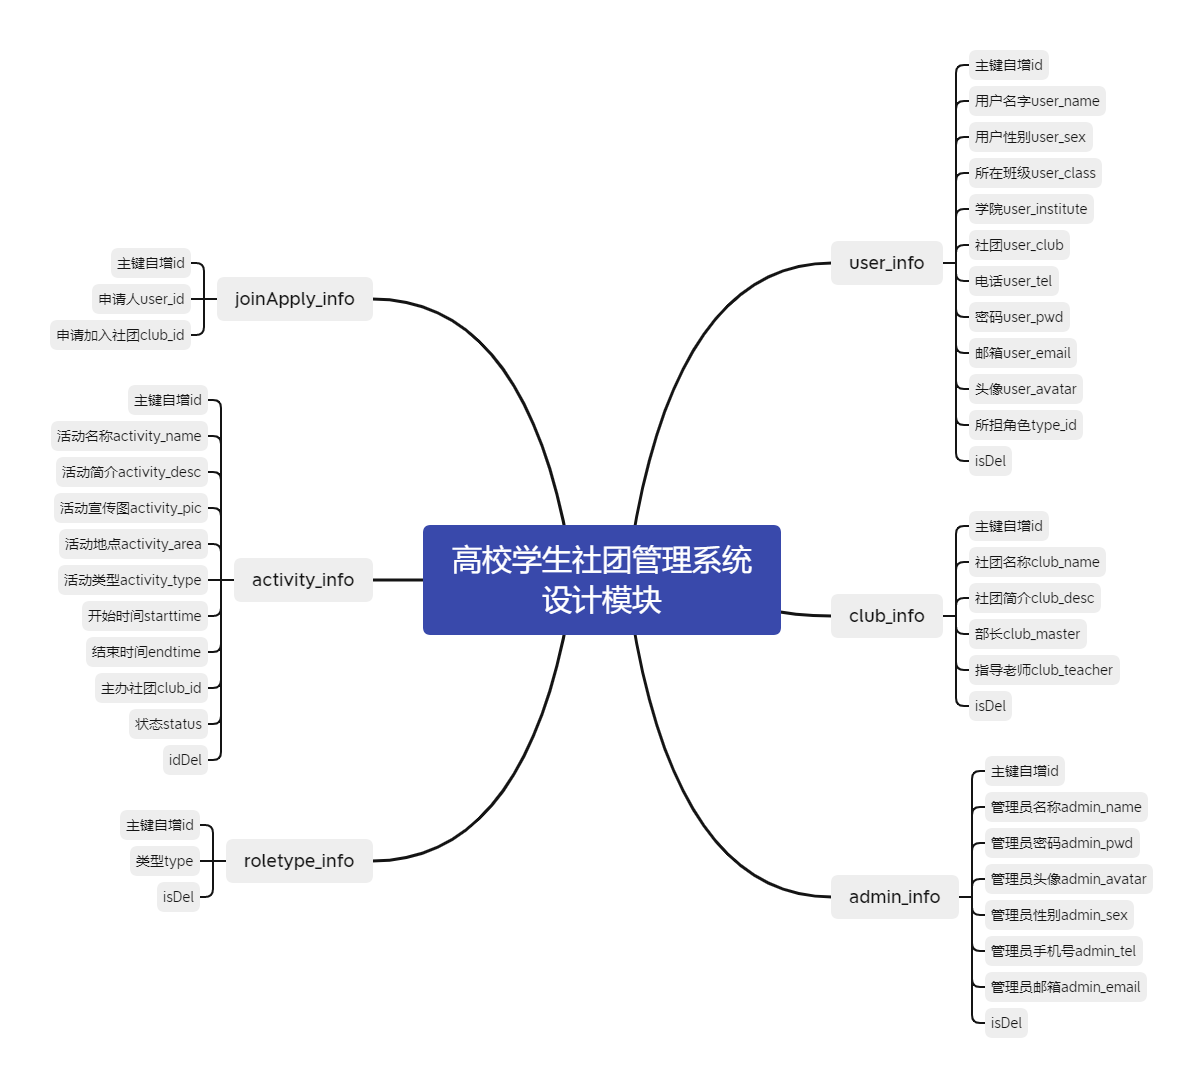 高校学生社团管理系统
设计模块
user_info
主键自增id
用户名字user_name
用户性别user_sex
所在班级user_class
学院user_institute
社团user_club
电话user_tel
密码user_pwd
邮箱user_email
头像user_avatar
所担角色type_id
isDel
club_info
主键自增id
社团名称club_name
社团简介club_desc
部长club_master
指导老师club_teacher
isDel
admin_info
主键自增id
管理员名称admin_name
管理员密码admin_pwd
管理员头像admin_avatar
管理员性别admin_sex
管理员手机号admin_tel
管理员邮箱admin_email
isDel
joinApply_info
主键自增id
申请人user_id
申请加入社团club_id
activity_info
主键自增id
活动名称activity_name
活动简介activity_desc
活动宣传图activity_pic
活动地点activity_area
活动类型activity_type
开始时间starttime
结束时间endtime
主办社团club_id
状态status
idDel
roletype_info
主键自增id
类型type
isDel